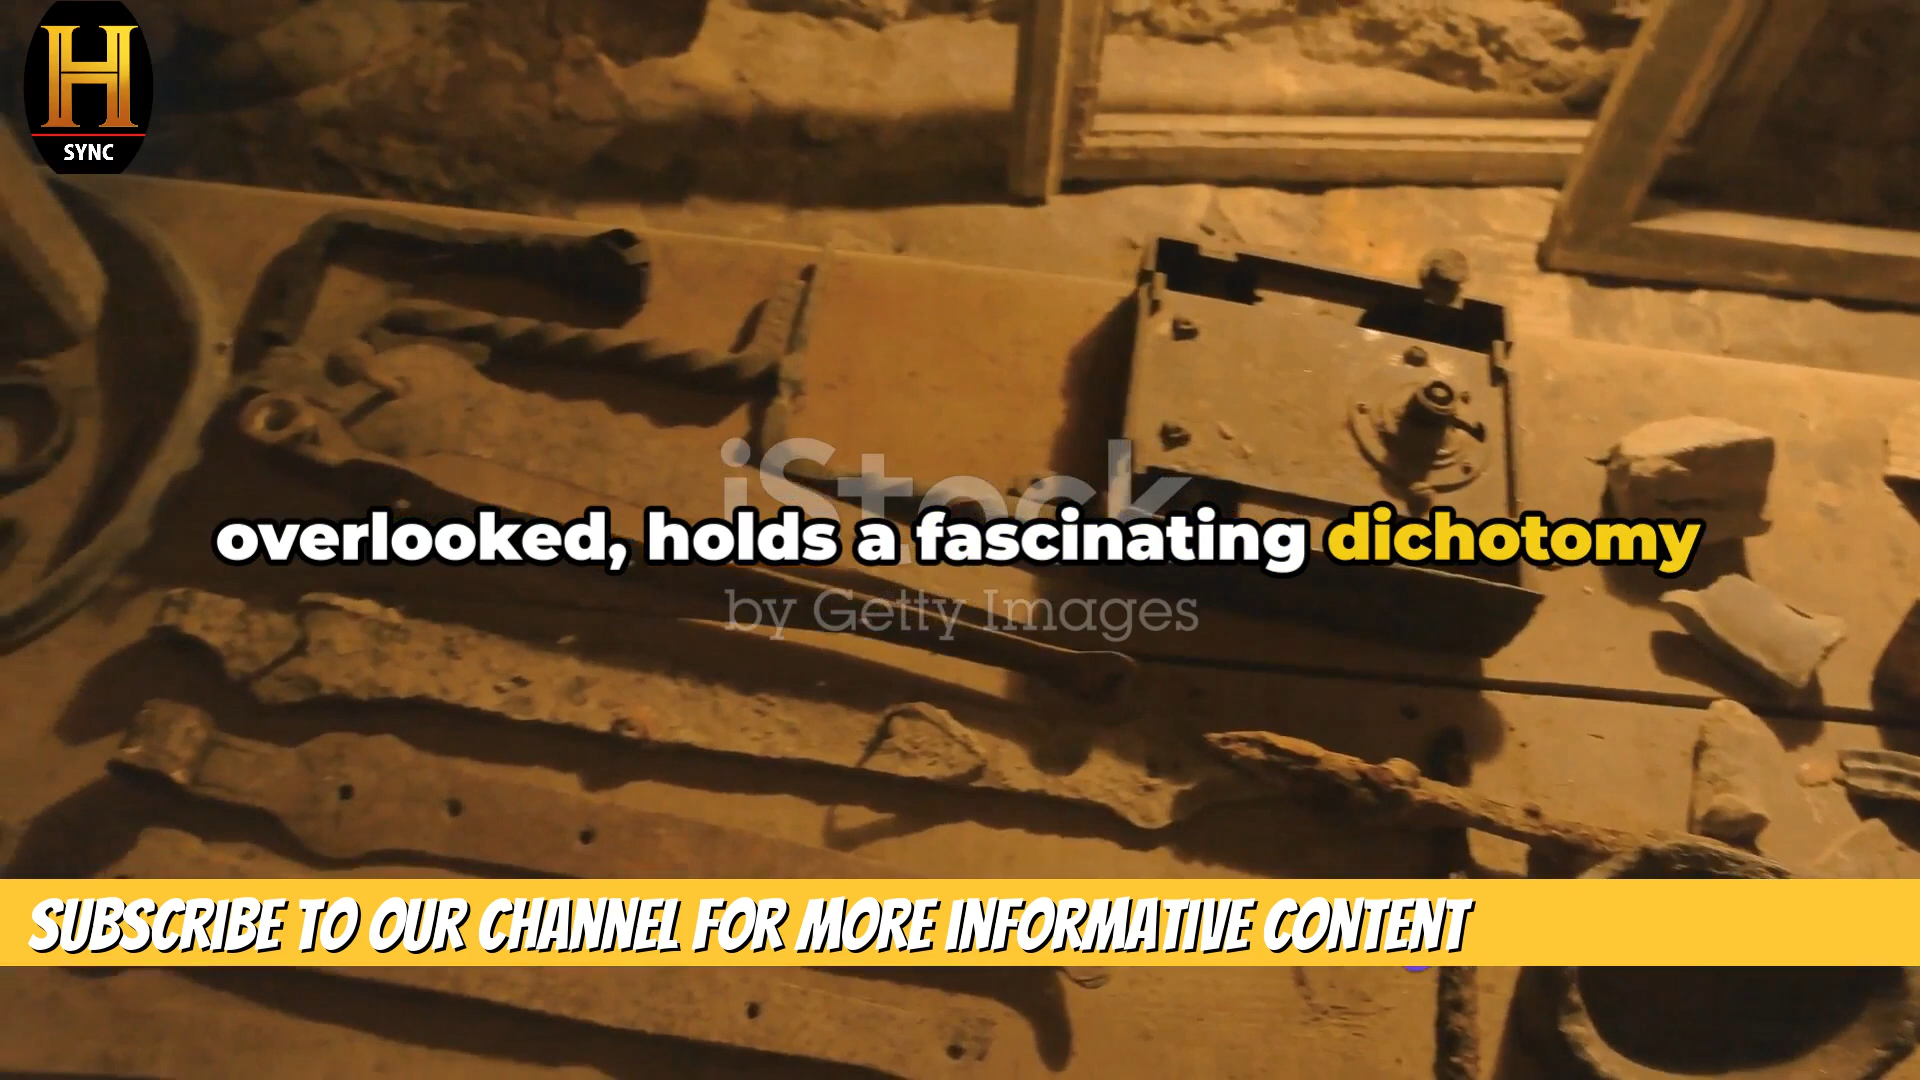 H
SYNC
iStock
overlooked, holds a fascinating dichotomy
by Getty Images
SUBSCRIBE TO OUR CHANNEL FOR MORE INFORMATIVE CONTENT